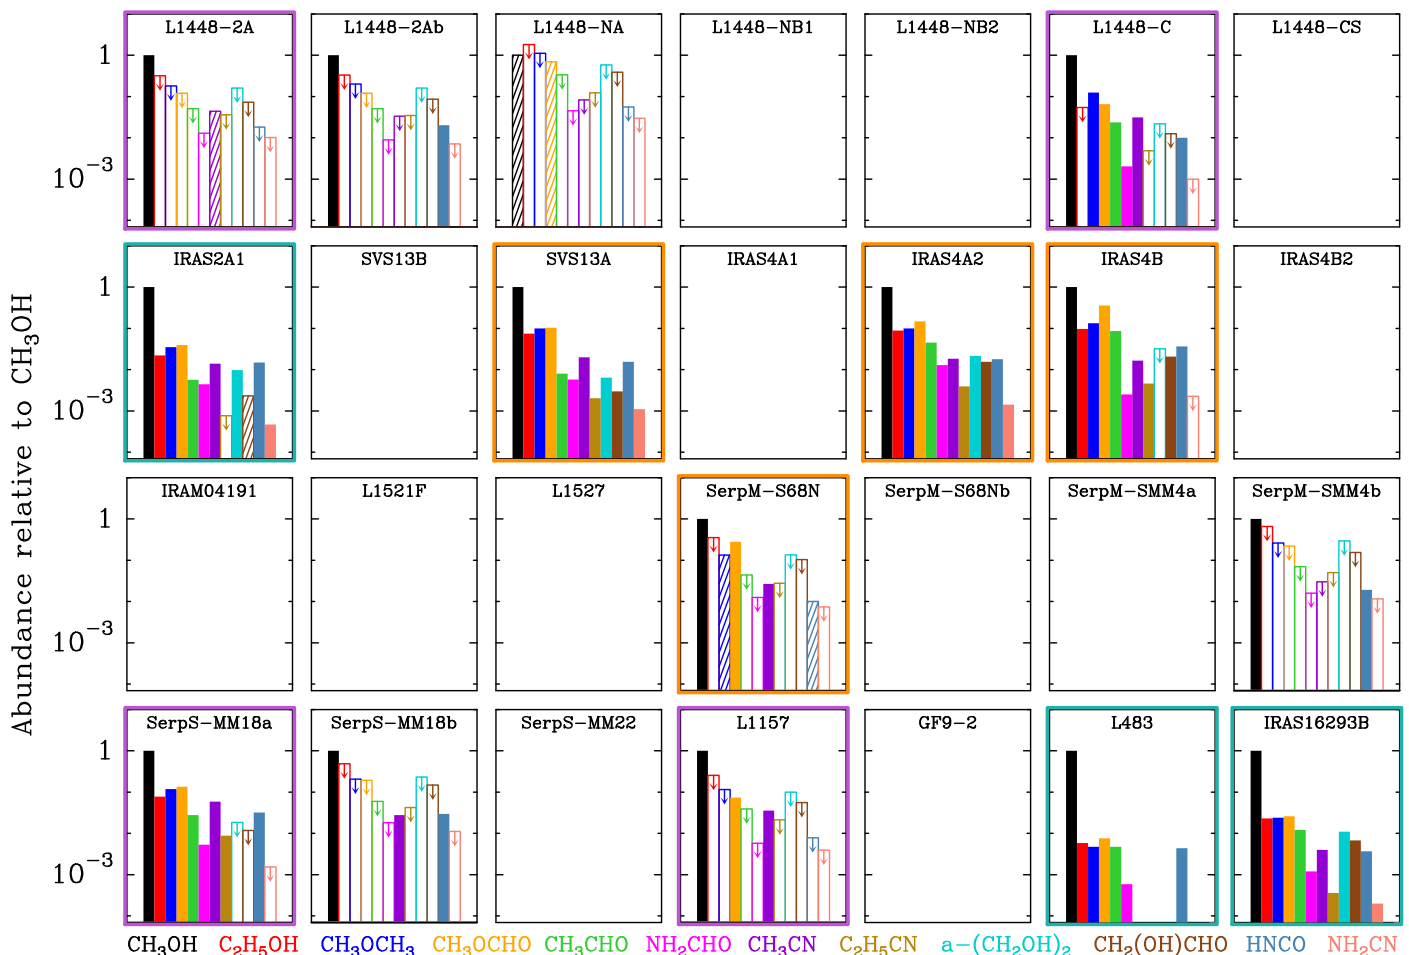 L1448-2A L1448-2Ab L1448-NA L1448-NB1 L1448-NB2 L1448-C L1448-CS
1
10⁻³
IRAS2A1 SVS13B SVS13A IRAS4A1 IRAS4A2 IRAS4B IRAS4B2
1
10⁻³
IRAM04191 L1521F L1527 SerpM-S68N SerpM-S68Nb SerpM-SMM4a SerpM-SMM4b
1
10⁻³
SerpS-MM18a SerpS-MM18b SerpS-MM22 L1157 GF9-2 L483 IRAS16293B
1
10⁻³
Abundance relative to CH₃OH
CH₃OH C₂H₅OH CH₃OCH₃ CH₃OCHO CH₃CHO NH₂CHO CH₃CN C₂H₅CN a-(CH₂OH)₂ CH₂(OH)CHO HNCO NH₂CN